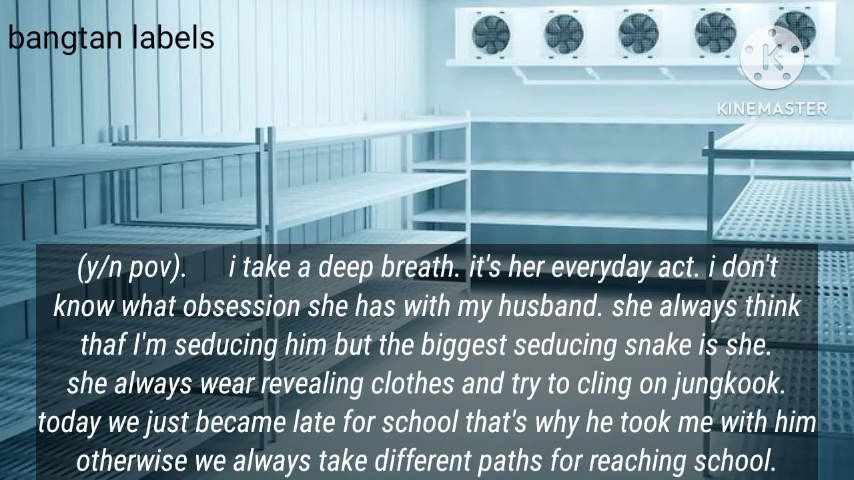 bangtan labels
KINEMASTER
(y/n pov). i take a deep breath. it's her everyday act. i don't
know what obsession she has with my husband. she always think
thaf I'm seducing him but the biggest seducing snake is she.
she always wear revealing clothes and try to cling on jungkook.
today we just became late for school that's why he took me with him
otherwise we always take different paths for reaching school.